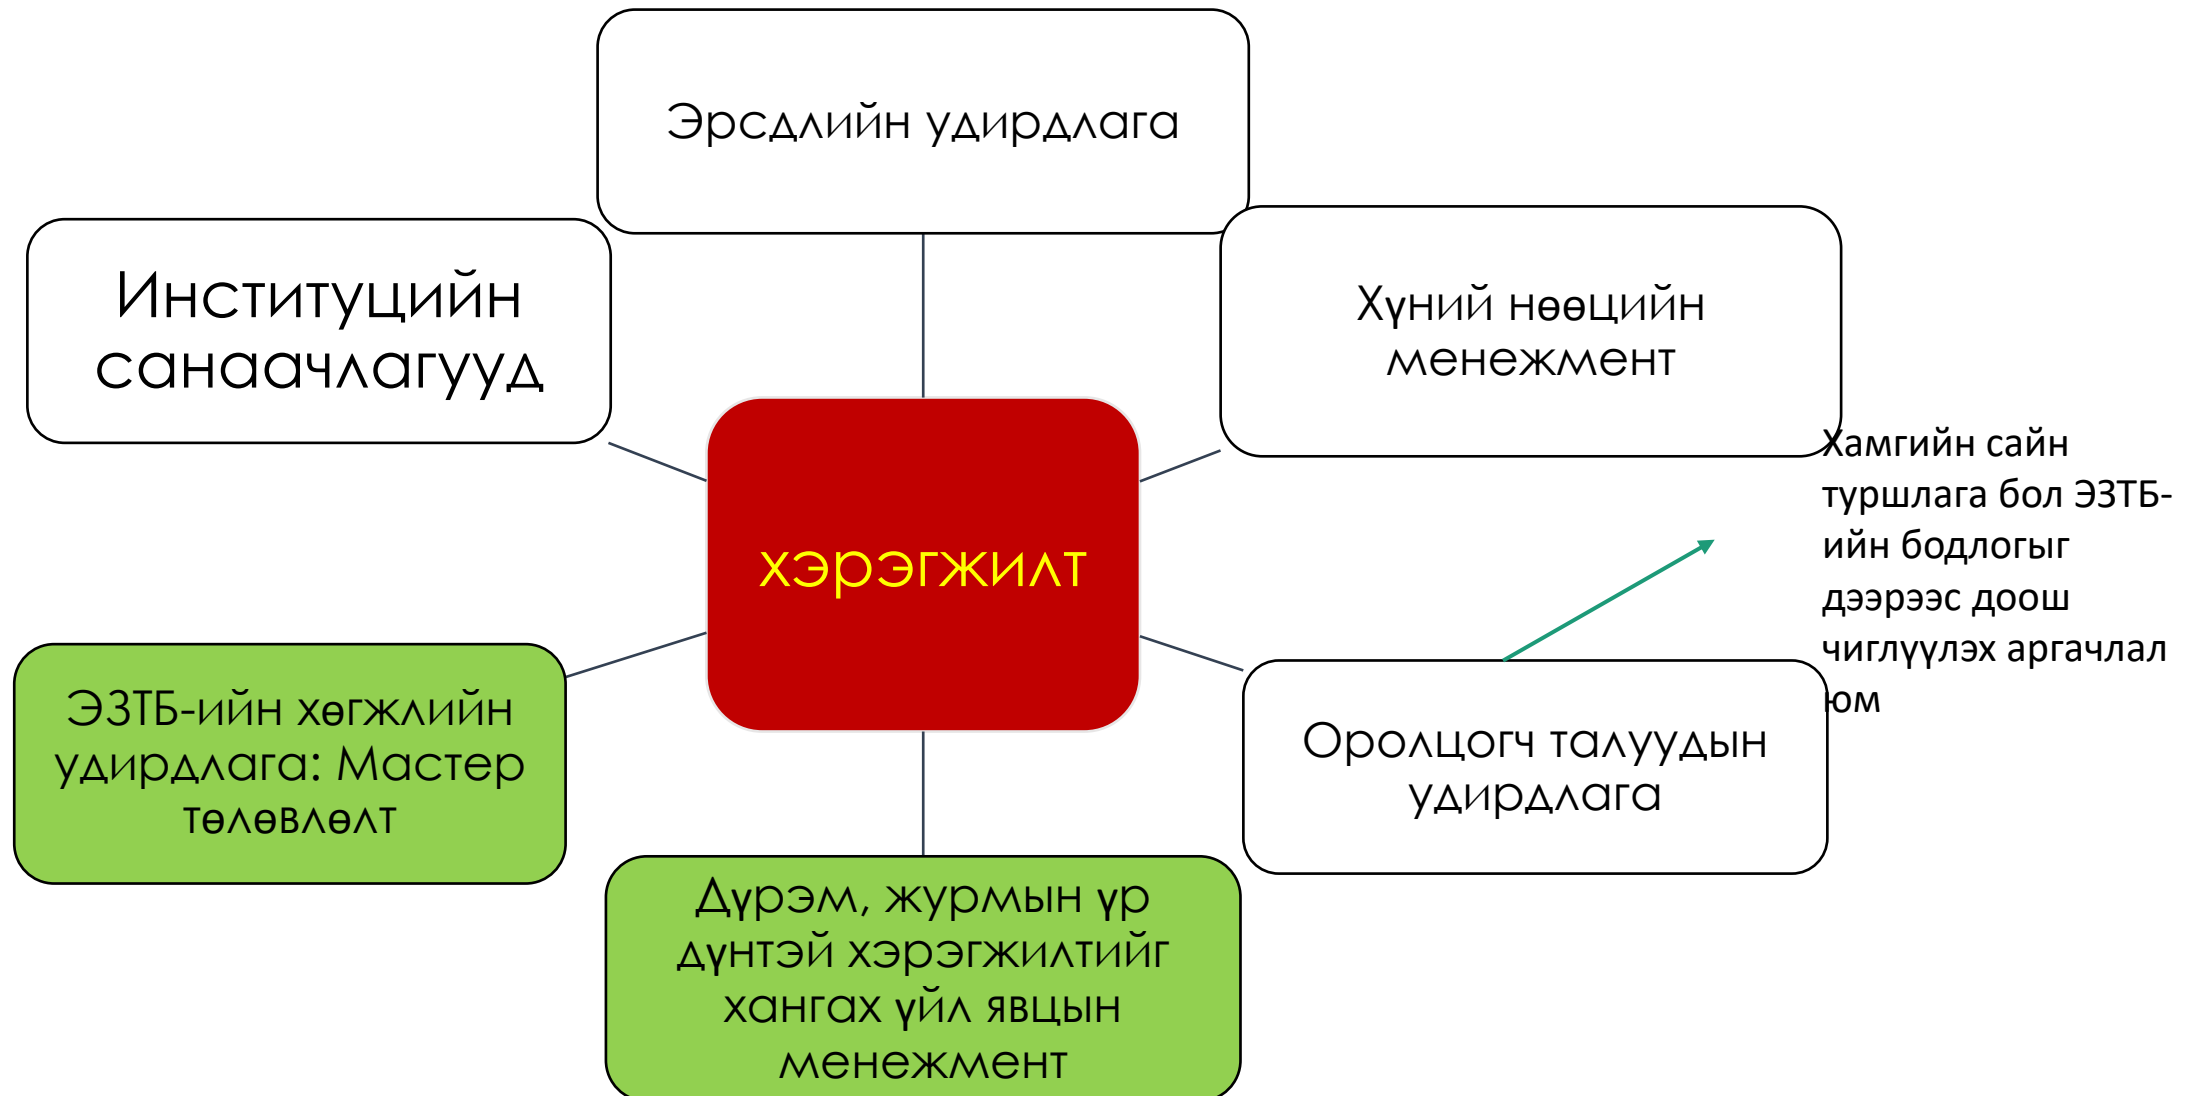 Эрсдлийн удирдлага
Институцийн
санаачлагууд
Хүний нөөцийн
менежмент
Хамгийн сайн
туршлага бол ЭЗТБ-
ийн бодлогыг
дээрээс доош
чиглүүлэх аргачлал
юм
хэрэгжилт
ЭЗТБ-ийн хөгжлийн
удирдлага: Мастер
төлөвлөлт
Оролцогч талуудын
удирдлага
Дүрэм, журмын үр
дүнтэй хэрэгжилтийг
хангах үйл явцын
менежмент